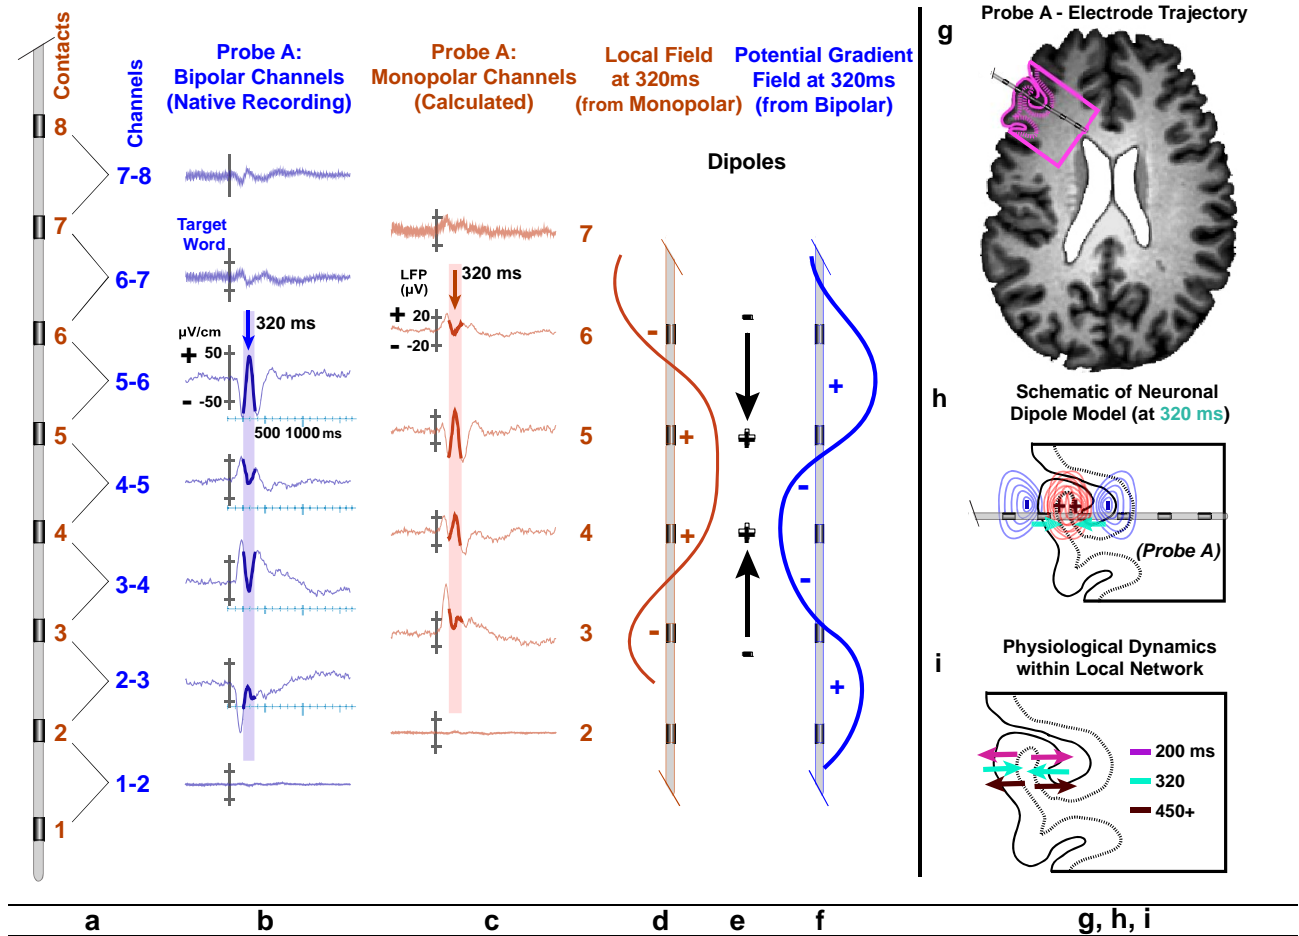 Contacts
8
7
6
5
4
3
2
1
Channels
7-8
6-7
5-6
4-5
3-4
2-3
1-2
Probe A:
Bipolar Channels
(Native Recording)
Target
Word
320 ms
µV/cm
+ 50
- -50
500 1000 ms
Probe A:
Monopolar Channels
(Calculated)
LFP
(µV)
320 ms
+ 20
- -20
7
6
5
4
3
2
Local Field
at 320ms
(from Monopolar)
-
+
+
-
Dipoles
-
+
+
-
Potential Gradient
Field at 320ms
(from Bipolar)
+
-
-
+
g
Probe A - Electrode Trajectory
h
Schematic of Neuronal
Dipole Model (at 320 ms)
- + + -
(Probe A)
i
Physiological Dynamics
within Local Network
200 ms
320
450+
a b c d e f g, h, i